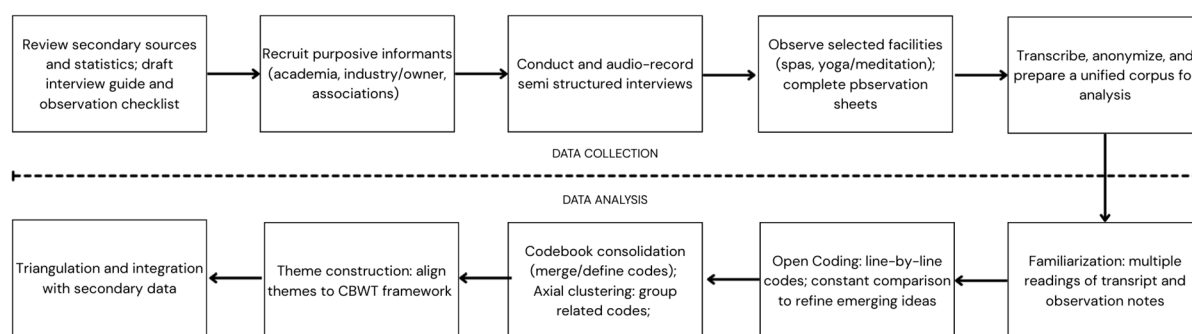 Review secondary sources
and statistics; draft
interview guide and
observation checklist
Recruit purposive informants
(academia, industry/owner,
associations)
Conduct and audio-record
semi structured interviews
Observe selected facilities
(spas, yoga/meditation);
complete pbservation
sheets
Transcribe, anonymize, and
prepare a unified corpus fo
analysis
DATA COLLECTION
DATA ANALYSIS
Triangulation and integration
with secondary data
Theme construction: align
themes to CBWT framework
Codebook consolidation
(merge/define codes);
Axial clustering: group
related codes;
Open Coding: line-by-line
codes; constant comparison
to refine emerging ideas
Familiarization: multiple
readings of transript and
observation notes